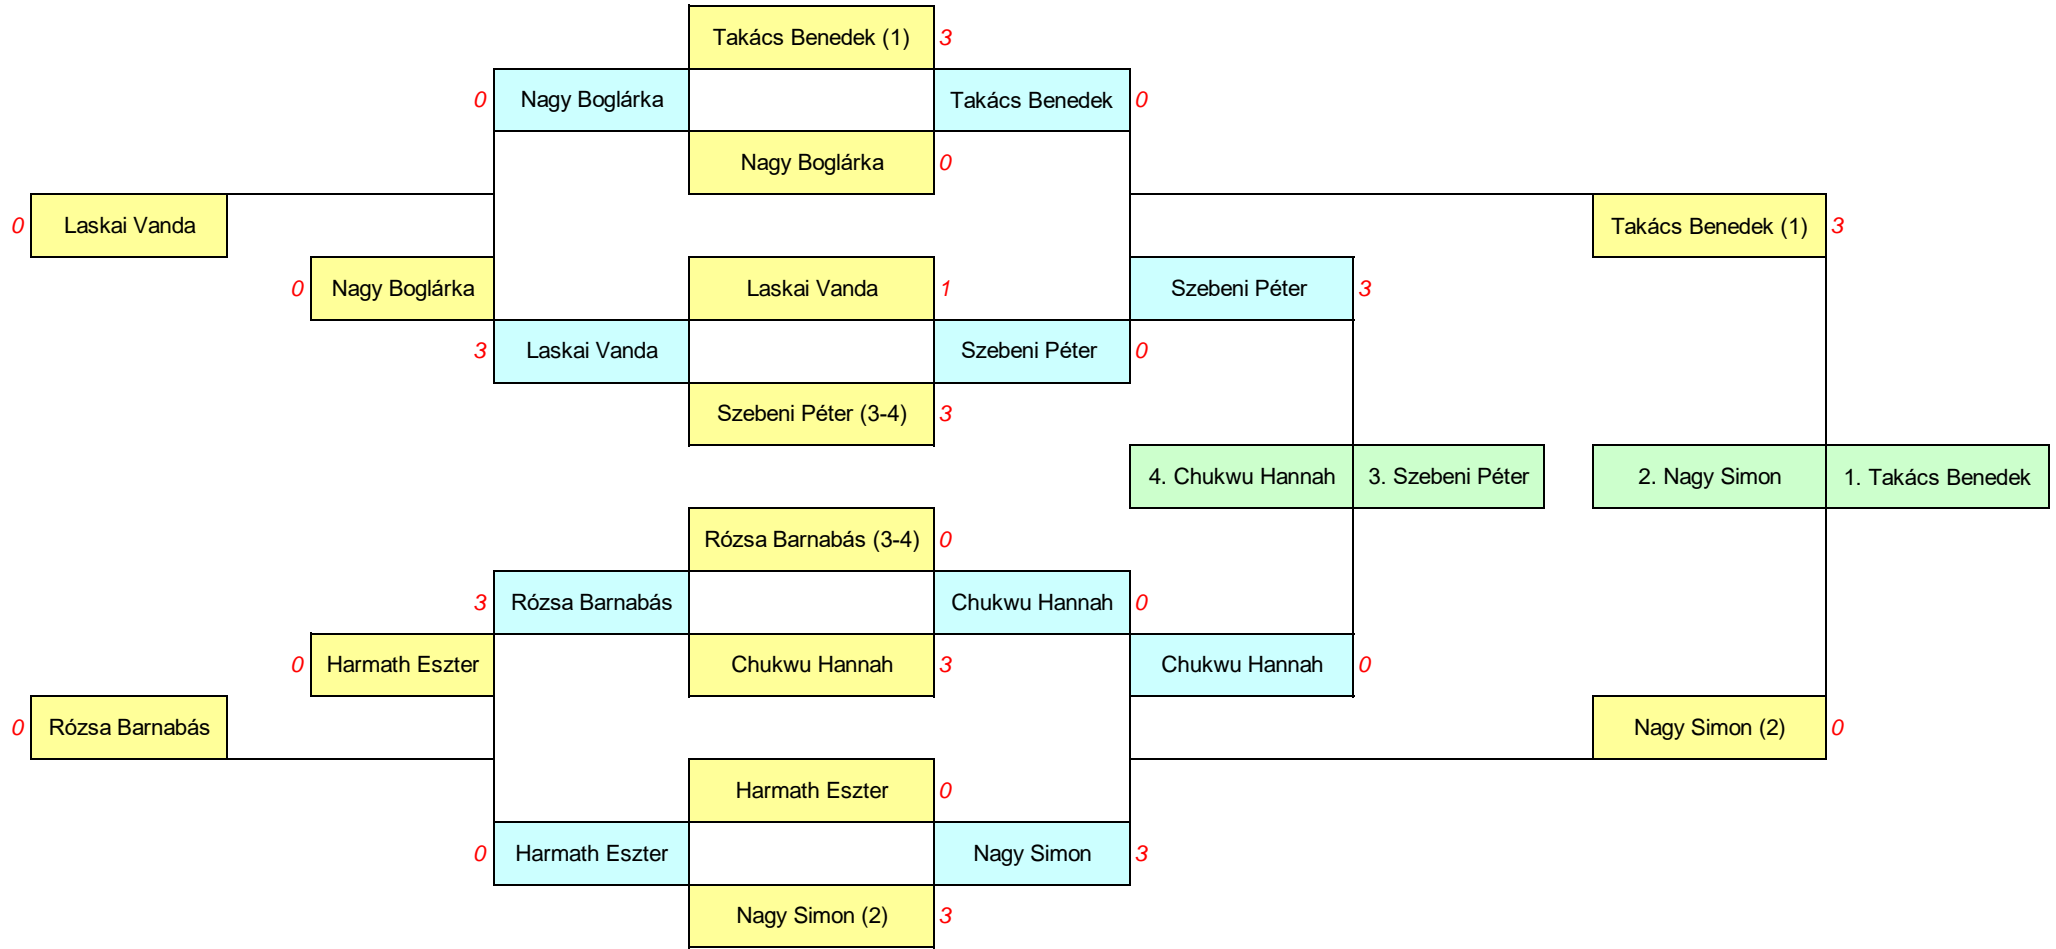 Takács Benedek (1) 3
0 Nagy Boglárka Takács Benedek 0
Nagy Boglárka 0
0 Laskai Vanda Takács Benedek (1) 3
0 Nagy Boglárka Laskai Vanda 1 Szebeni Péter 3
3 Laskai Vanda Szebeni Péter 0
Szebeni Péter (3-4) 3
4. Chukwu Hannah 3. Szebeni Péter 2. Nagy Simon 1. Takács Benedek
Rózsa Barnabás (3-4) 0
3 Rózsa Barnabás Chukwu Hannah 0
0 Harmath Eszter Chukwu Hannah 3 Chukwu Hannah 0
0 Rózsa Barnabás Nagy Simon (2) 0
Harmath Eszter 0
0 Harmath Eszter Nagy Simon 3
Nagy Simon (2) 3